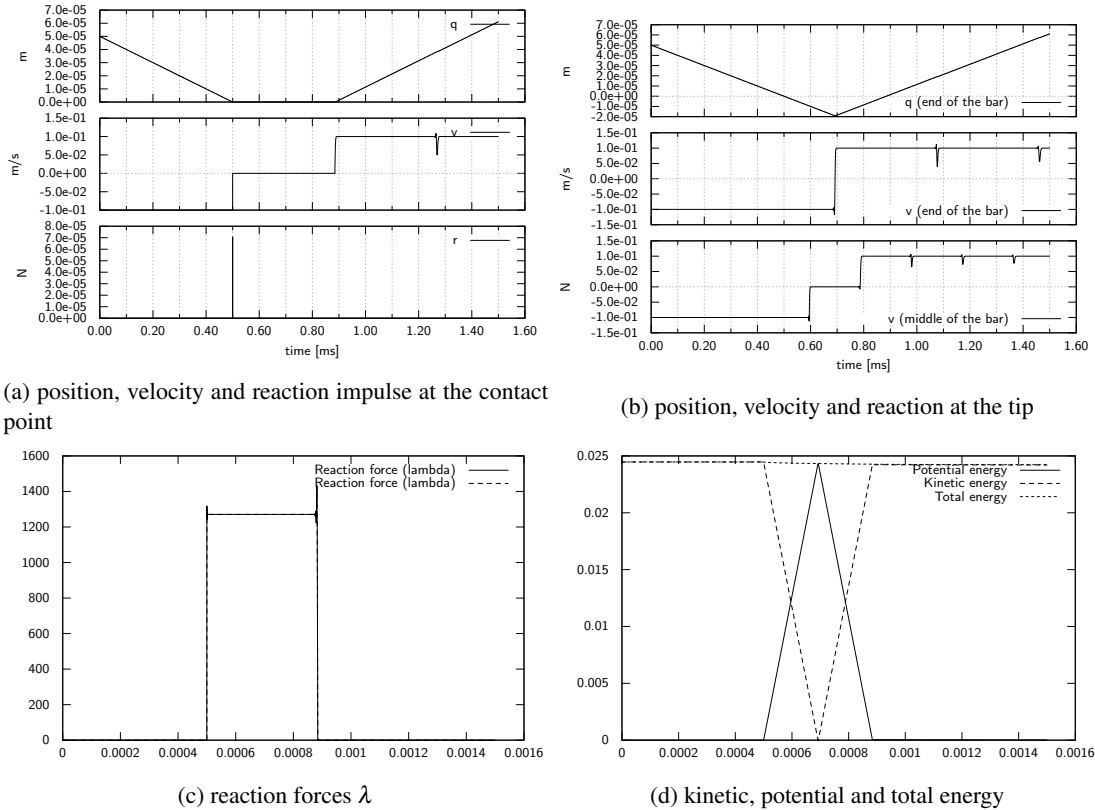 6.0e-05
5.0e-05
4.0e-05
3.0e-05
2.0e-05
1.0e-05
0.0e+00
m
q
1.5e-01
1.0e-01
5.0e-02
0.0e+00
-5.0e-02
-1.0e-01
m/s
v
8.0e-05
7.0e-05
6.0e-05
5.0e-05
4.0e-05
3.0e-05
2.0e-05
1.0e-05
0.0e+00
N
r
0.00 0.20 0.40 0.60 0.80 1.00 1.20 1.40 1.60
time [ms]
(a) position, velocity and reaction impulse at the contact
point
7.0e-05
6.0e-05
5.0e-05
4.0e-05
3.0e-05
2.0e-05
1.0e-05
0.0e+00
-1.0e-05
-2.0e-05
m
q (end of the bar)
1.5e-01
1.0e-01
5.0e-02
0.0e+00
-5.0e-02
-1.0e-01
-1.5e-01
m/s
v (end of the bar)
1.5e-01
1.0e-01
5.0e-02
0.0e+00
-5.0e-02
-1.0e-01
-1.5e-01
N
v (middle of the bar)
0.00 0.20 0.40 0.60 0.80 1.00 1.20 1.40 1.60
time [ms]
(b) position, velocity and reaction at the tip
1600
1400
1200
1000
800
600
400
200
0
Reaction force (lambda)
Reaction force (lambda)
0 0.0002 0.0004 0.0006 0.0008 0.001 0.0012 0.0014 0.0016
(c) reaction forces λ
0.025
0.02
0.015
0.01
0.005
0
Potential energy
Kinetic energy
Total energy
0 0.0002 0.0004 0.0006 0.0008 0.001 0.0012 0.0014 0.0016
(d) kinetic, potential and total energy